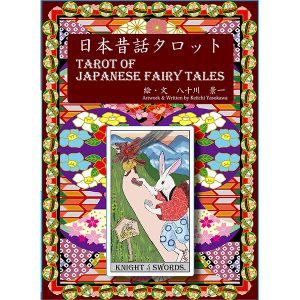 日本昔話タロット
TAROT OF
JAPANESE FAIRY TALES
絵・文 八十川 景一
Artwork & Written by Keiichi Yasokawa
KNIGHT of SWORDS.